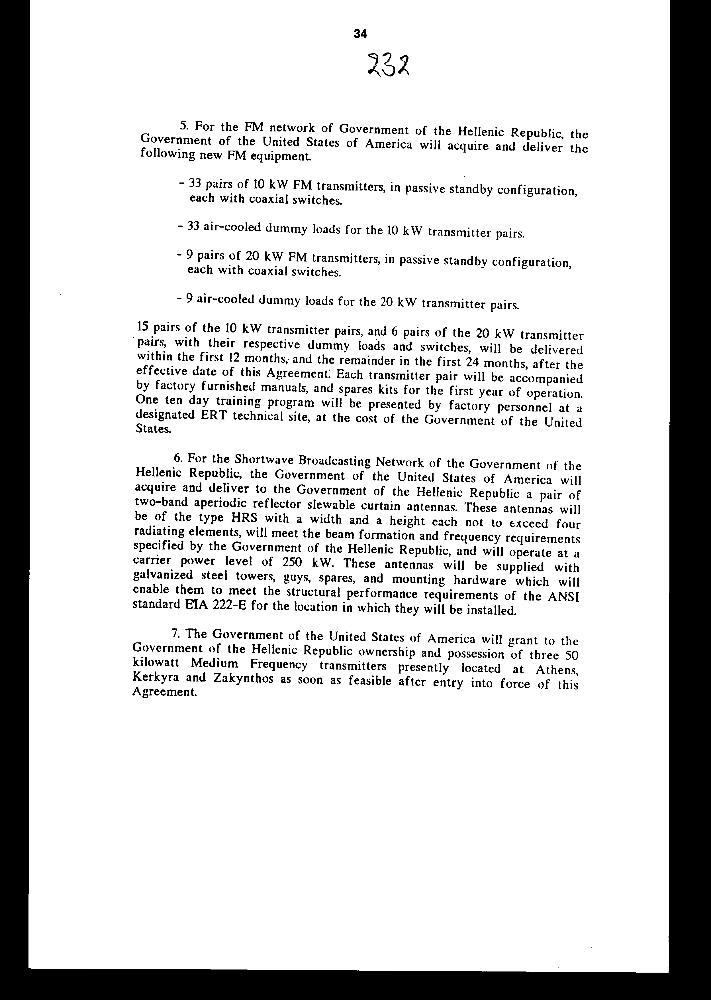 34
232
5. For the FM network of Government of the Hellenic Republic, the
Government of the United States of America will acquire and deliver the
following new FM equipment.
- 33 pairs of 10 kW FM transmitters, in passive standby configuration,
each with coaxial switches.
- 33 air-cooled dummy loads for the 10 kW transmitter pairs.
- 9 pairs of 20 kW FM transmitters, in passive standby configuration,
each with coaxial switches.
- 9 air-cooled dummy loads for the 20 kW transmitter pairs.
15 pairs of the 10 kW transmitter pairs, and 6 pairs of the 20 kW transmitter
pairs, with their respective dummy loads and switches, will be delivered
within the first 12 months, and the remainder in the first 24 months, after the
effective date of this Agreement. Each transmitter pair will be accompanied
by factory furnished manuals, and spares kits for the first year of operation.
One ten day training program will be presented by factory personnel at a
designated ERT technical site, at the cost of the Government of the United
States.
6. For the Shortwave Broadcasting Network of the Government of the
Hellenic Republic, the Government of the United States of America will
acquire and deliver to the Government of the Hellenic Republic a pair of
two-band aperiodic reflector slewable curtain antennas. These antennas will
be of the type HRS with a width and a height each not to exceed four
radiating elements, will meet the beam formation and frequency requirements
specified by the Government of the Hellenic Republic, and will operate at a
carrier power level of 250 kW. These antennas will be supplied with
galvanized steel towers, guys, spares, and mounting hardware which will
enable them to meet the structural performance requirements of the ANSI
standard EIA 222-E for the location in which they will be installed.
7. The Government of the United States of America will grant to the
Government of the Hellenic Republic ownership and possession of three 50
kilowatt Medium Frequency transmitters presently located at Athens,
Kerkyra and Zakynthos as soon as feasible after entry into force of this
Agreement.